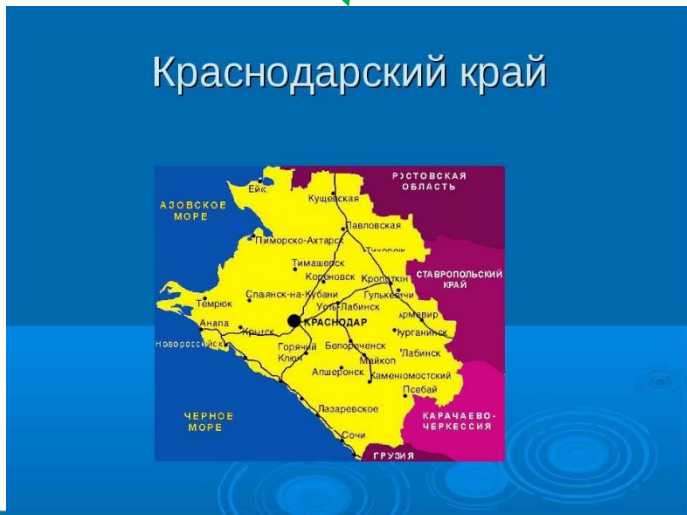 Краснодарский край
РОСТОВСКАЯ
ОБЛАСТЬ
Ейск
Кущевская
АЗОВСКОЕ
МОРЕ
Павловская
Приморско-Ахтарск
Тимашевск
Кореновск
Кропоткин
СТАВРОПОЛЬСКИЙ
КРАЙ
Славянск-на-Кубани
Гулькевичи
Темрюк
Усть-Лабинск
Армавир
КРАСНОДАР
Анапа
Крымск
Курганинск
Новороссийск
Горячий
Ключ
Белореченск
Лабинск
Майкоп
Апшеронск
Каменномостский
Псебай
ЧЕРНОЕ
МОРЕ
Лазаревское
КАРАЧАЕВО-
ЧЕРКЕССИЯ
Сочи
ГРУЗИЯ